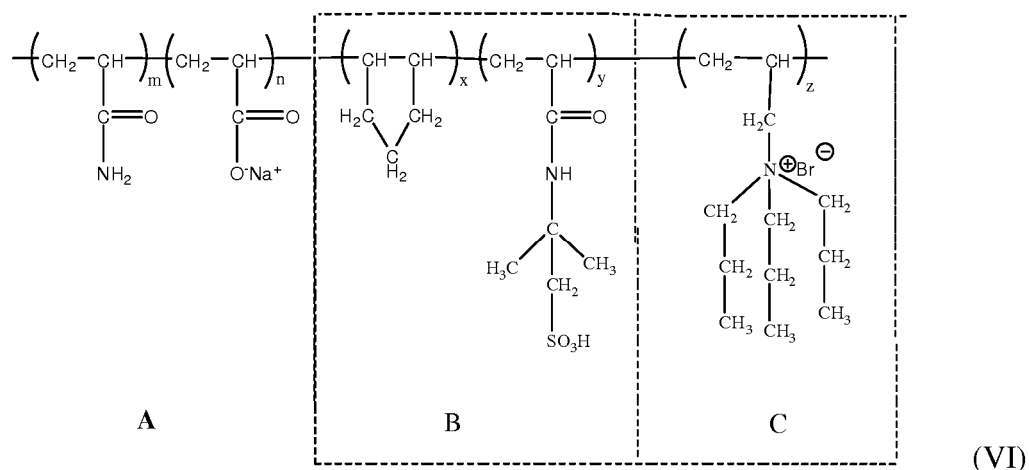 CH₂ CH m CH₂ CH n CH CH x CH₂ CH y CH₂ CH z
C O C O H₂C CH₂ C O H₂C
NH₂ O⁻Na⁺ C H₂ NH N ⊕ Br ⊖
C CH₂ CH₂ CH₂
H₃C CH₃ CH₂ CH₂ CH₂
CH₂ CH₃ CH₃ CH₃
SO₃H
A B C
(VI)